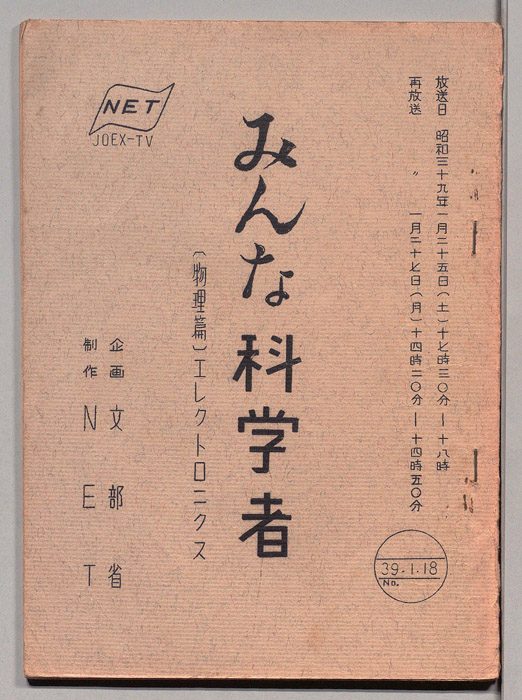 放送日 昭和三十九年一月二十五日(土)十七時三〇分―十八時
再放送 〃 一月二十七日(月)十四時二〇分―十四時五〇分
みんな科学者
(物理篇)エレクトロニクス
企画 文部省
制作 NET
NET
JOEX-TV
39.1.18
No.